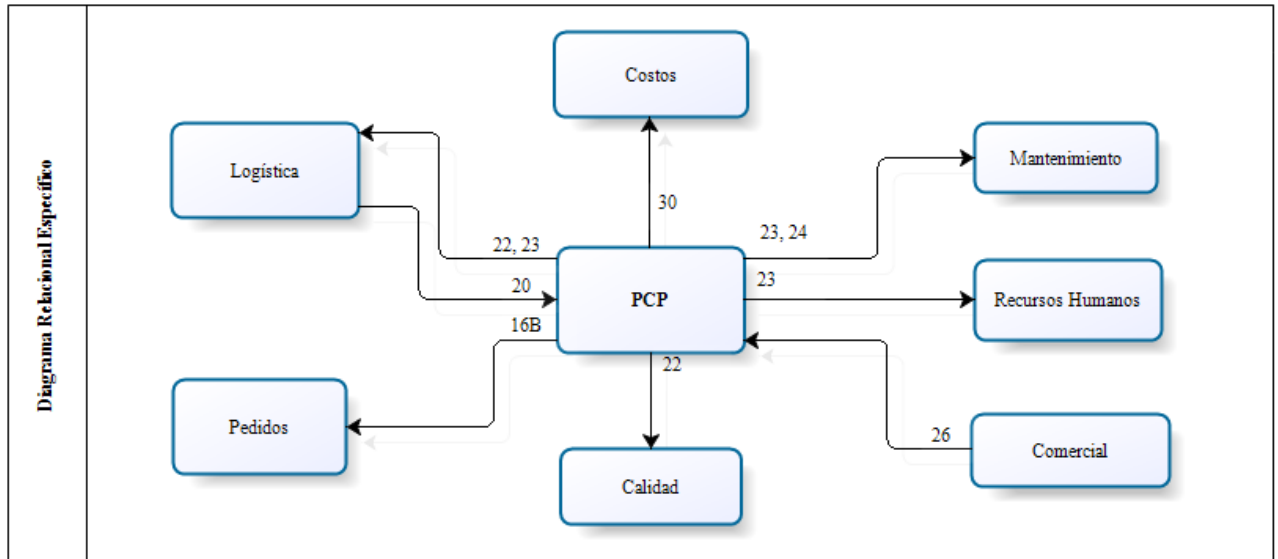 Diagrama Relacional Específico
Costos
Logística
Mantenimiento
30
22, 23
23, 24
20
PCP
23
Recursos Humanos
16B
22
Pedidos
26
Comercial
Calidad